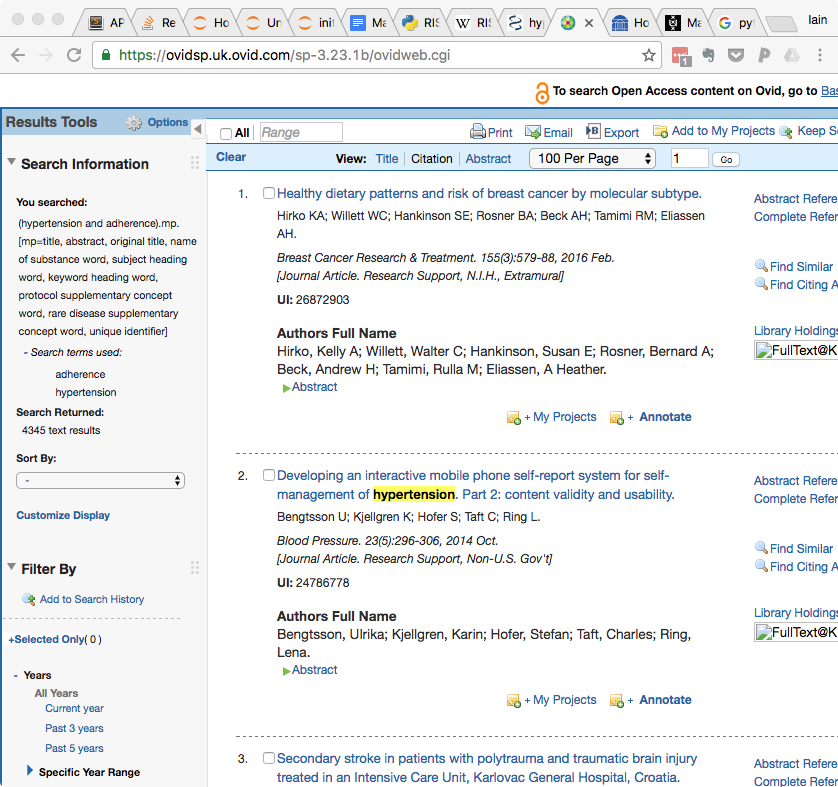 AP Re Ho Un ini Ma RIS RIS hy Ho Ma py Iain
https://ovidsp.uk.ovid.com/sp-3.23.1b/ovidweb.cgi
To search Open Access content on Ovid, go to Bas
Results Tools Options
All Range Print Email Export Add to My Projects Keep S
Clear View: Title | Citation | Abstract 100 Per Page 1 Go
Search Information
You searched:
(hypertension and adherence).mp.
[mp=title, abstract, original title, name
of substance word, subject heading
word, keyword heading word,
protocol supplementary concept
word, rare disease supplementary
concept word, unique identifier]
- Search terms used:
adherence
hypertension
Search Returned:
4345 text results
Sort By:
-
Customize Display
Filter By
Add to Search History
+Selected Only( 0 )
- Years
All Years
Current year
Past 3 years
Past 5 years
Specific Year Range
1. Healthy dietary patterns and risk of breast cancer by molecular subtype.
Hirko KA; Willett WC; Hankinson SE; Rosner BA; Beck AH; Tamimi RM; Eliassen
AH.
Breast Cancer Research & Treatment. 155(3):579-88, 2016 Feb.
[Journal Article. Research Support, N.I.H., Extramural]
UI: 26872903
Authors Full Name
Hirko, Kelly A; Willett, Walter C; Hankinson, Susan E; Rosner, Bernard A;
Beck, Andrew H; Tamimi, Rulla M; Eliassen, A Heather.
Abstract
+ My Projects + Annotate
Abstract Refere
Complete Refer
Find Similar
Find Citing A
Library Holdings
FullText@K
2. Developing an interactive mobile phone self-report system for self-
management of hypertension. Part 2: content validity and usability.
Bengtsson U; Kjellgren K; Hofer S; Taft C; Ring L.
Blood Pressure. 23(5):296-306, 2014 Oct.
[Journal Article. Research Support, Non-U.S. Gov't]
UI: 24786778
Authors Full Name
Bengtsson, Ulrika; Kjellgren, Karin; Hofer, Stefan; Taft, Charles; Ring,
Lena.
Abstract
+ My Projects + Annotate
Abstract Refere
Complete Refer
Find Similar
Find Citing A
Library Holdings
FullText@K
3. Secondary stroke in patients with polytrauma and traumatic brain injury
treated in an Intensive Care Unit, Karlovac General Hospital, Croatia.
Abstract Refere
Complete Refer